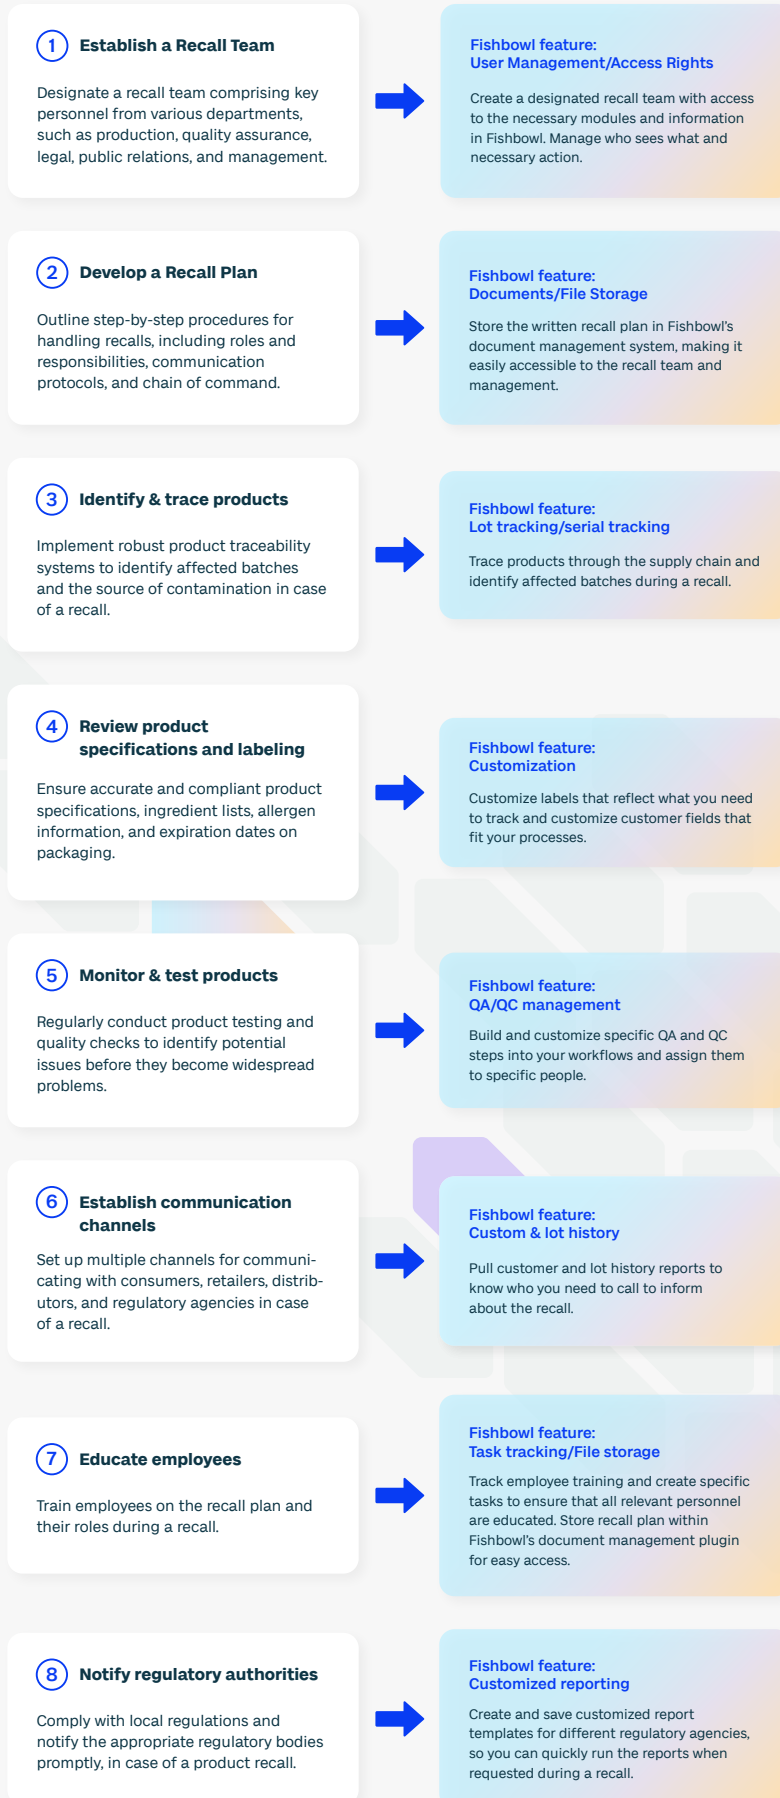 1 Establish a Recall Team
Designate a recall team comprising key
personnel from various departments,
such as production, quality assurance,
legal, public relations, and management.
Fishbowl feature:
User Management/Access Rights
Create a designated recall team with access
to the necessary modules and information
in Fishbowl. Manage who sees what and
necessary action.
2 Develop a Recall Plan
Outline step-by-step procedures for
handling recalls, including roles and
responsibilities, communication
protocols, and chain of command.
Fishbowl feature:
Documents/File Storage
Store the written recall plan in Fishbowl's
document management system, making it
easily accessible to the recall team and
management.
3 Identify & trace products
Implement robust product traceability
systems to identify affected batches
and the source of contamination in case
of a recall.
Fishbowl feature:
Lot tracking/serial tracking
Trace products through the supply chain and
identify affected batches during a recall.
4 Review product
specifications and labeling
Ensure accurate and compliant product
specifications, ingredient lists, allergen
information, and expiration dates on
packaging.
Fishbowl feature:
Customization
Customize labels that reflect what you need
to track and customize customer fields that
fit your processes.
5 Monitor & test products
Regularly conduct product testing and
quality checks to identify potential
issues before they become widespread
problems.
Fishbowl feature:
QA/QC management
Build and customize specific QA and QC
steps into your workflows and assign them
to specific people.
6 Establish communication
channels
Set up multiple channels for communi-
cating with consumers, retailers, distrib-
utors, and regulatory agencies in case
of a recall.
Fishbowl feature:
Custom & lot history
Pull customer and lot history reports to
know who you need to call to inform
about the recall.
7 Educate employees
Train employees on the recall plan and
their roles during a recall.
Fishbowl feature:
Task tracking/File storage
Track employee training and create specific
tasks to ensure that all relevant personnel
are educated. Store recall plan within
Fishbowl's document management plugin
for easy access.
8 Notify regulatory authorities
Comply with local regulations and
notify the appropriate regulatory bodies
promptly, in case of a product recall.
Fishbowl feature:
Customized reporting
Create and save customized report
templates for different regulatory agencies,
so you can quickly run the reports when
requested during a recall.